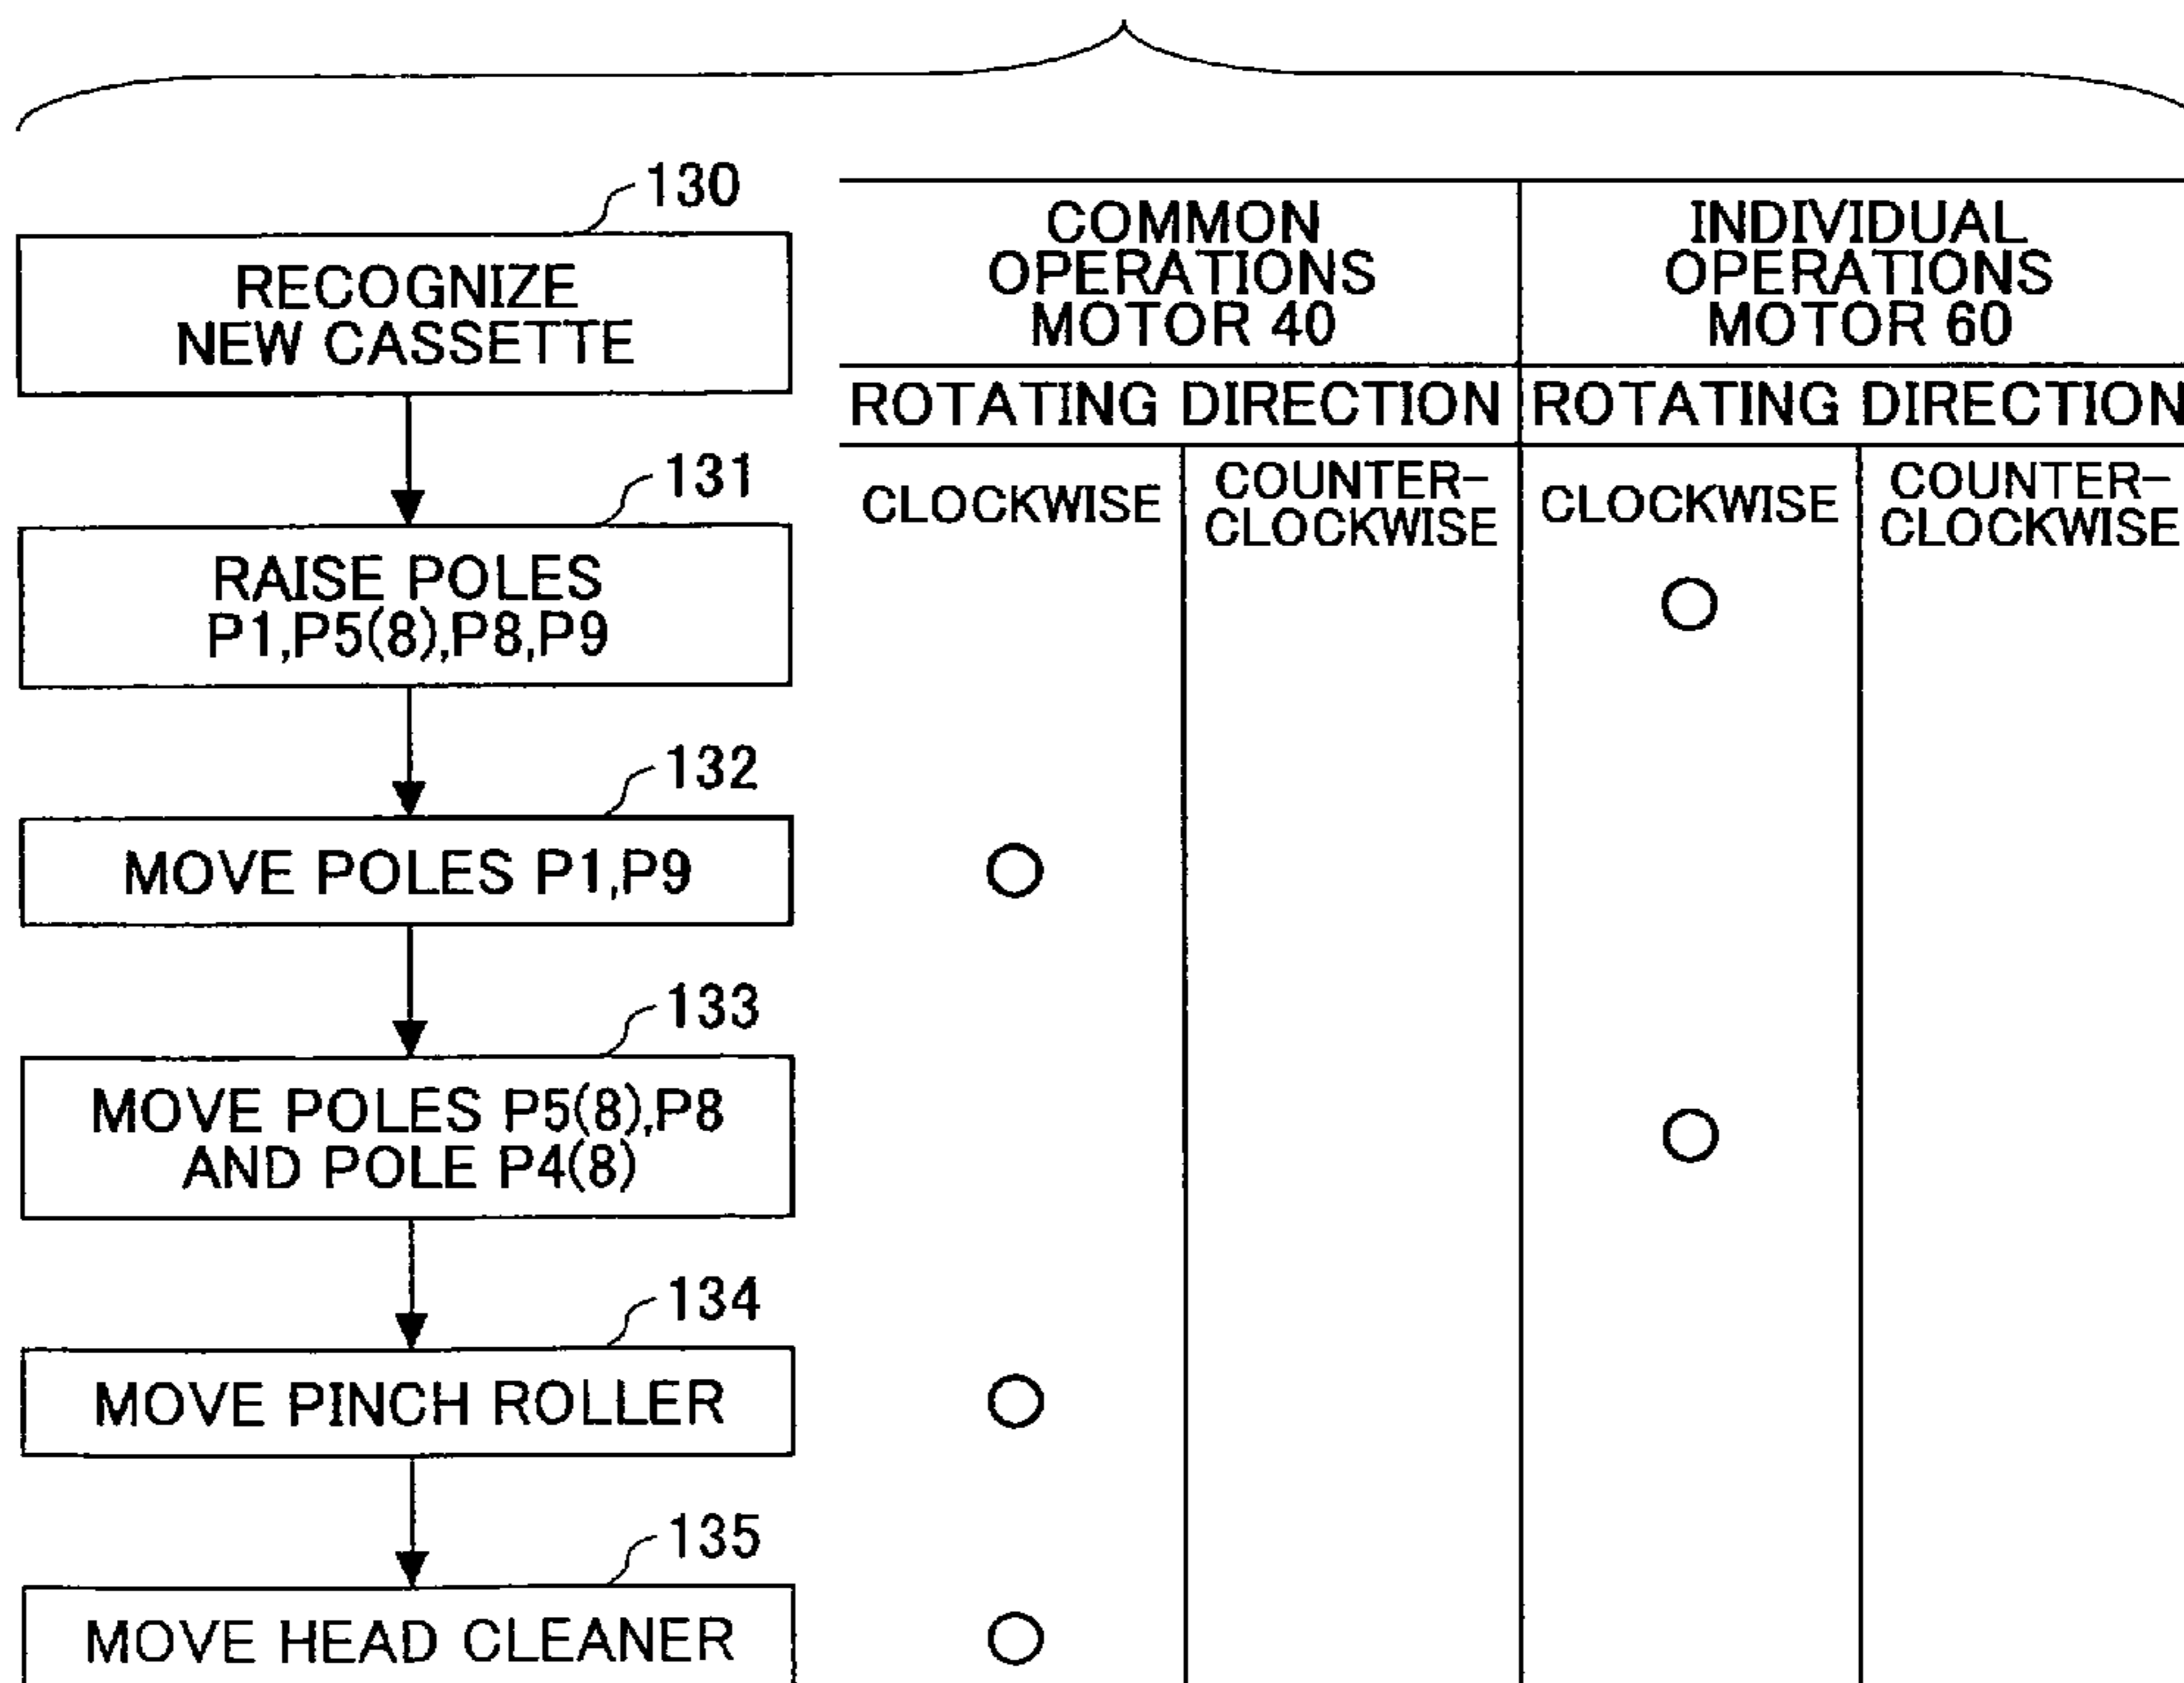 130
RECOGNIZE
NEW CASSETTE
131
RAISE POLES
P1,P5(8),P8,P9
132
MOVE POLES P1,P9
133
MOVE POLES P5(8),P8
AND POLE P4(8)
134
MOVE PINCH ROLLER
135
MOVE HEAD CLEANER
COMMON
OPERATIONS
MOTOR 40
INDIVIDUAL
OPERATIONS
MOTOR 60
ROTATING DIRECTION
ROTATING DIRECTION
CLOCKWISE
COUNTER-
CLOCKWISE
CLOCKWISE
COUNTER-
CLOCKWISE